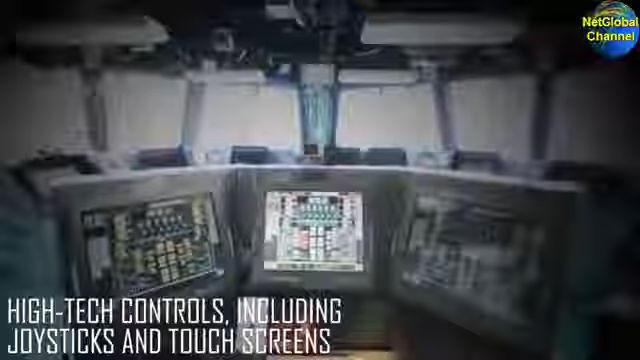 NetGlobal
Channel
HIGH-TECH CONTROLS, INCLUDING
JOYSTICKS AND TOUCH SCREENS